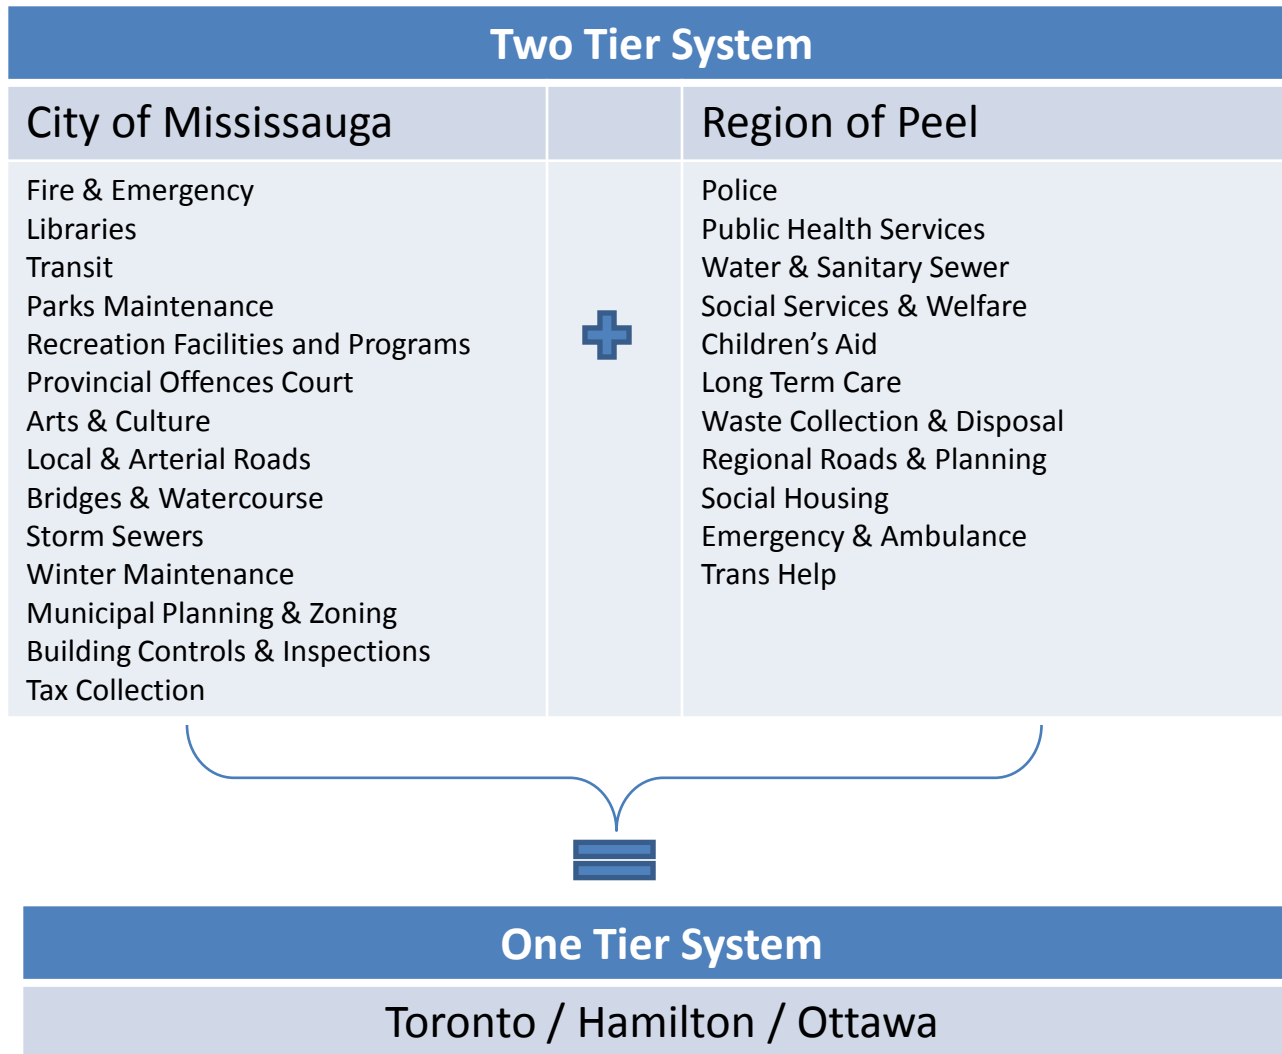 Two Tier System
City of Mississauga
Region of Peel
Fire & Emergency
Libraries
Transit
Parks Maintenance
Recreation Facilities and Programs
Provincial Offences Court
Arts & Culture
Local & Arterial Roads
Bridges & Watercourse
Storm Sewers
Winter Maintenance
Municipal Planning & Zoning
Building Controls & Inspections
Tax Collection
Police
Public Health Services
Water & Sanitary Sewer
Social Services & Welfare
Children’s Aid
Long Term Care
Waste Collection & Disposal
Regional Roads & Planning
Social Housing
Emergency & Ambulance
Trans Help
One Tier System
Toronto / Hamilton / Ottawa